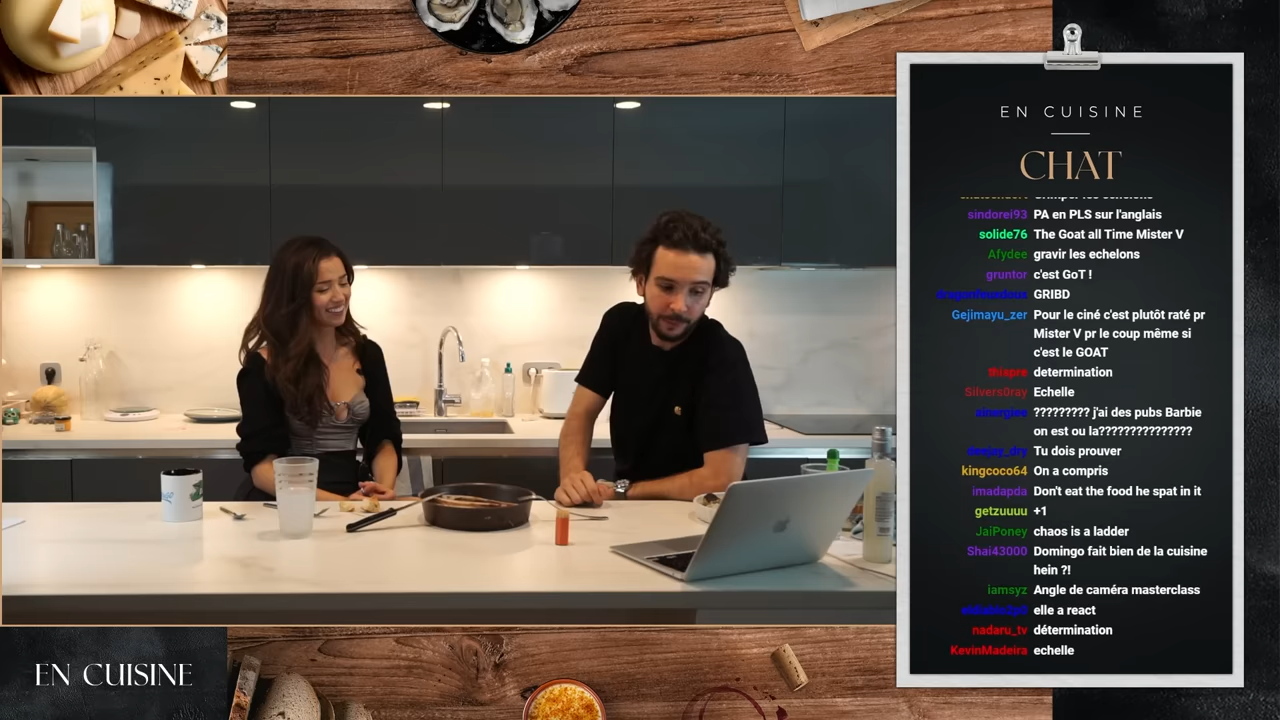 EN CUISINE
CHAT
sindorei93 PA en PLS sur l'anglais
solide76 The Goat all Time Mister V
Afydee gravir les echelons
gruntor c'est GoT !
GRIBD
Gejimayu_zer Pour le ciné c'est plutôt raté pr
Mister V pr le coup même si
c'est le GOAT
thixpre determination
Silvers0ray Echelle
????????? j'ai des pubs Barbie
on est ou la???????????????
deejay_dry Tu dois prouver
kingcoco64 On a compris
imadapda Don't eat the food he spat in it
getzuuuu +1
JaiPoney chaos is a ladder
Shai43000 Domingo fait bien de la cuisine
hein ?!
iamsyz Angle de caméra masterclass
elle a react
nadaru_tv détermination
KevinMadeira echelle
EN CUISINE